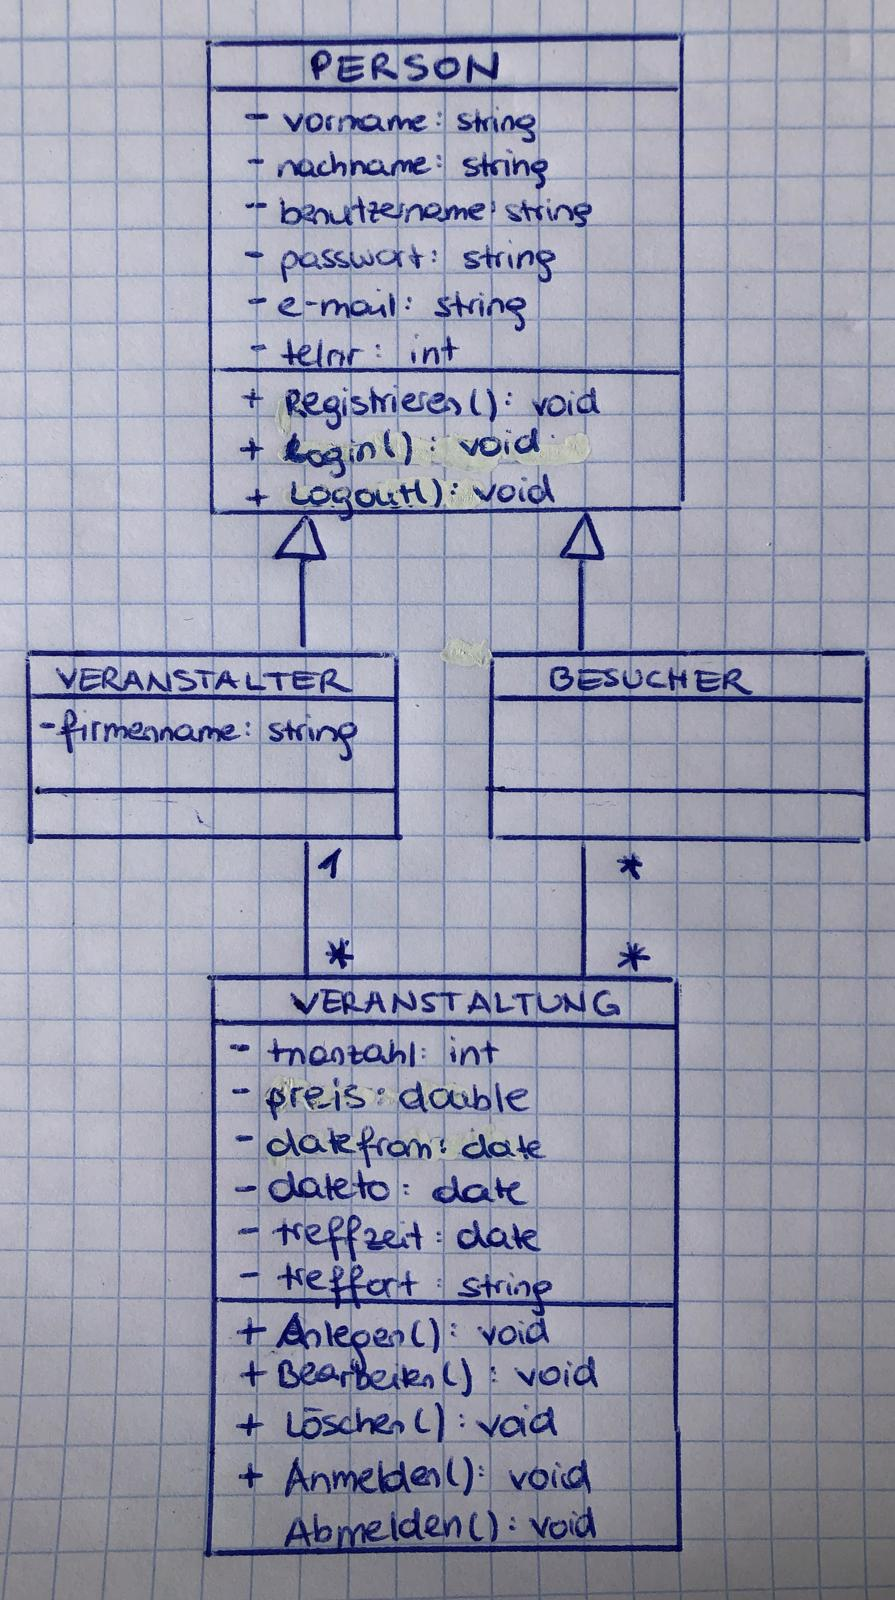 PERSON
- vorname: string
- nachname: string
- benutzername: string
- passwort: string
- e-mail: string
- telnr: int
+ Registrieren(): void
+ Login(): void
+ Logout(): void
VERANSTALTER
- firmenname: string
BESUCHER
1
*
*
*
VERANSTALTUNG
- tnanzahl: int
- preis: double
- datefrom: date
- dateto: date
- treffzeit: date
- treffort: string
+ Anlegen(): void
+ Bearbeiten(): void
+ Löschen(): void
+ Anmelden(): void
Abmelden(): void